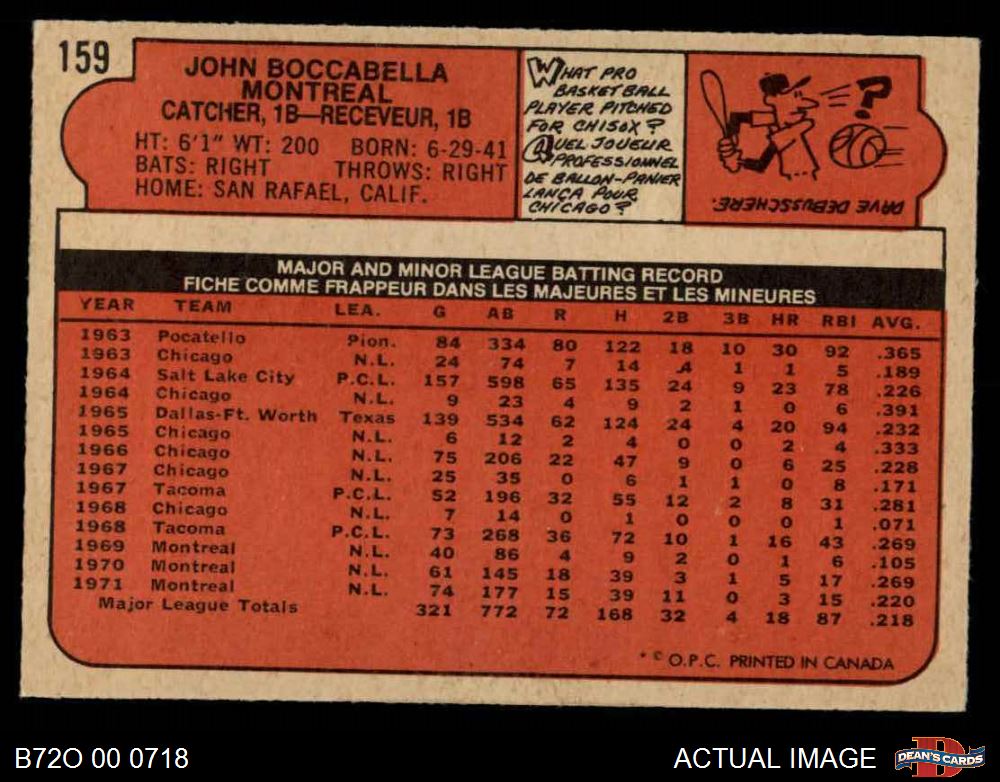 159
JOHN BOCCABELLA
MONTREAL
CATCHER, 1B—RECEVEUR, 1B
HT: 6'1" WT: 200 BORN: 6-29-41
BATS: RIGHT THROWS: RIGHT
HOME: SAN RAFAEL, CALIF.
WHAT PRO
BASKETBALL
PLAYER PITCHED
FOR CHISOX?
QUEL JOUEUR
PROFESSIONNEL
DE BALLON-PANIER
LANÇA POUR
CHICAGO?
?
DAVE DEBUSSCHERE.
MAJOR AND MINOR LEAGUE BATTING RECORD
FICHE COMME FRAPPEUR DANS LES MAJEURES ET LES MINEURES
YEAR TEAM LEA. G AB R H 2B 3B HR RBI AVG.
1963 Pocatello Pion. 84 334 80 122 18 10 30 92 .365
1963 Chicago N.L. 24 74 7 14 4 1 1 5 .189
1964 Salt Lake City P.C.L. 157 598 65 135 24 9 23 78 .226
1964 Chicago N.L. 9 23 4 9 2 1 0 6 .391
1965 Dallas-Ft. Worth Texas 139 534 62 124 24 4 20 94 .232
1965 Chicago N.L. 6 12 2 4 0 0 2 4 .333
1966 Chicago N.L. 75 206 22 47 9 0 6 25 .228
1967 Chicago N.L. 25 35 0 6 1 1 0 8 .171
1967 Tacoma P.C.L. 52 196 32 55 12 2 8 31 .281
1968 Chicago N.L. 7 14 0 1 0 0 0 1 .071
1968 Tacoma P.C.L. 73 268 36 72 10 1 16 43 .269
1969 Montreal N.L. 40 86 4 9 2 0 1 6 .105
1970 Montreal N.L. 61 145 18 39 3 1 5 17 .269
1971 Montreal N.L. 74 177 15 39 11 0 3 15 .220
Major League Totals 321 772 72 168 32 4 18 87 .218
* © O.P.C. PRINTED IN CANADA
B72O 00 0718
ACTUAL IMAGE
D
DEAN'S CARDS